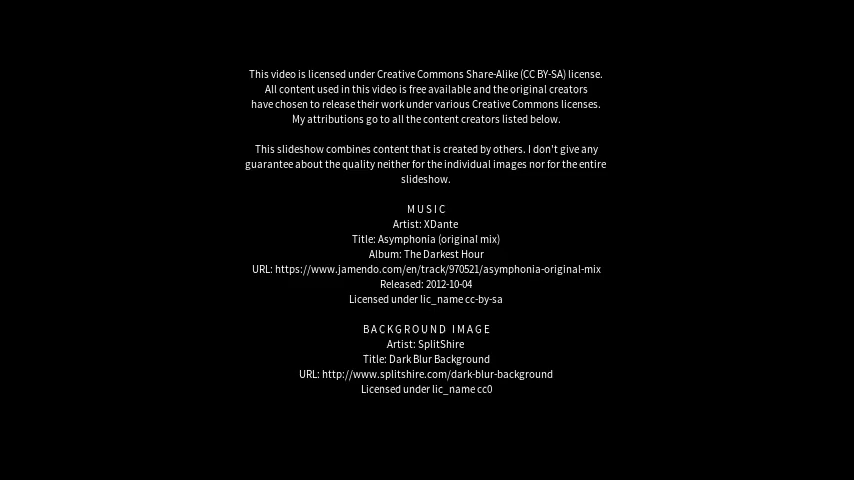 This video is licensed under Creative Commons Share-Alike (CC BY-SA) license.
All content used in this video is free available and the original creators
have chosen to release their work under various Creative Commons licenses.
My attributions go to all the content creators listed below.
This slideshow combines content that is created by others. I don't give any
guarantee about the quality neither for the individual images nor for the entire
slideshow.
MUSIC
Artist: XDante
Title: Asymphonia (original mix)
Album: The Darkest Hour
URL: https://www.jamendo.com/en/track/970521/asymphonia-original-mix
Released: 2012-10-04
Licensed under lic_name cc-by-sa
BACKGROUND IMAGE
Artist: SplitShire
Title: Dark Blur Background
URL: http://www.splitshire.com/dark-blur-background
Licensed under lic_name cc0